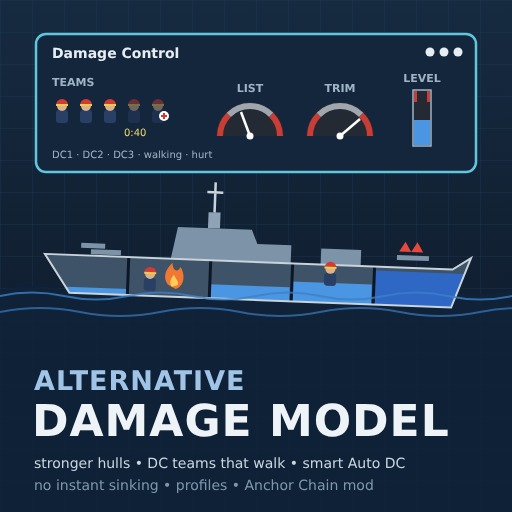 Damage Control
TEAMS
LIST
TRIM
LEVEL
0:40
DC1 · DC2 · DC3 · walking · hurt
ALTERNATIVE
DAMAGE MODEL
stronger hulls • DC teams that walk • smart Auto DC
no instant sinking • profiles • Anchor Chain mod